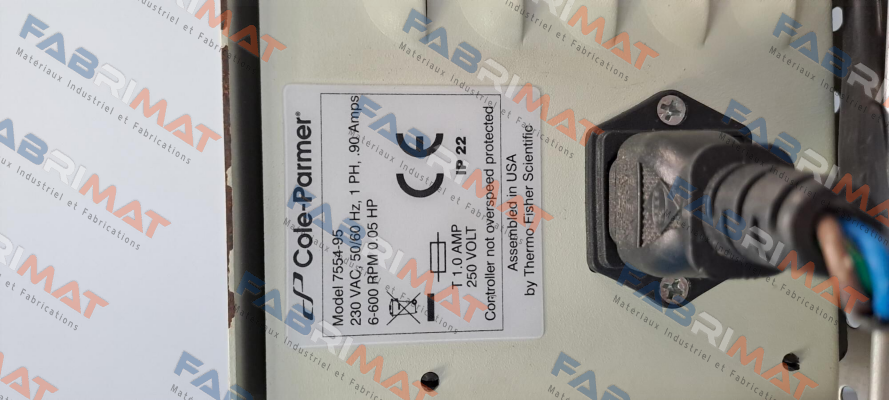 Cole-Parmer®
Model 7554-95
230 VAC, 50/60 Hz, 1 PH, .90 Amps
6-600 RPM 0.05 HP
CE
IP 22
T 1.0 AMP
250 VOLT
Controller not overspeed protected
Assembled in USA
by Thermo Fisher Scientific
FABRIMAT
Materiaux Industriel et Fabrications